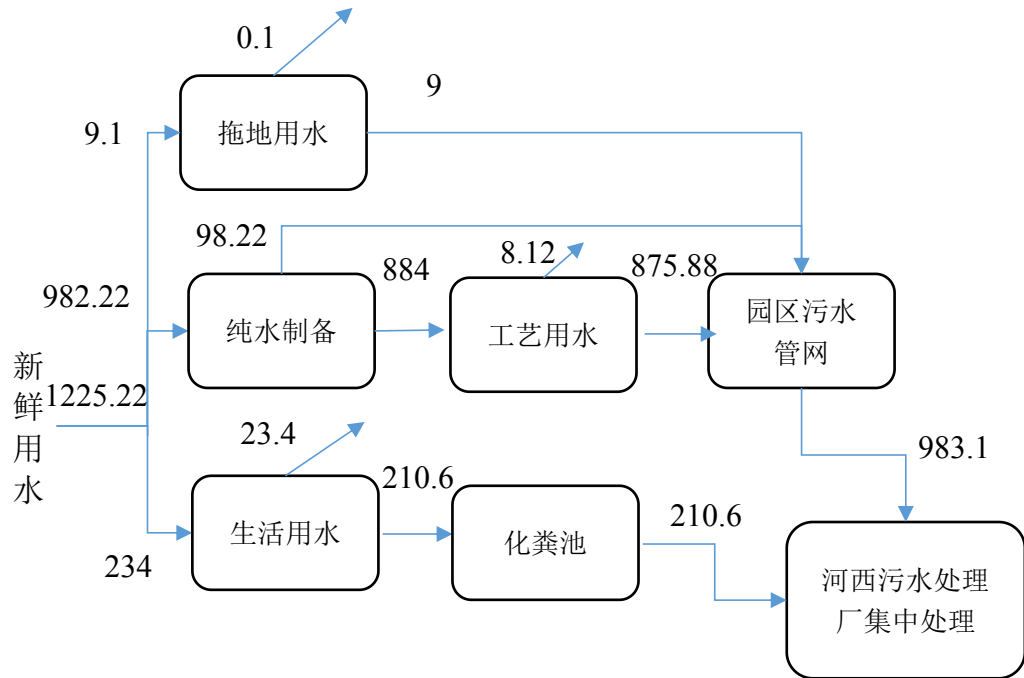 0.1
9
拖地用水
9.1
98.22
884
8.12
875.88
982.22
纯水制备
工艺用水
园区污水
管网
新
鲜
用
水
1225.22
23.4
983.1
生活用水
210.6
化粪池
210.6
234
河西污水处理
厂集中处理